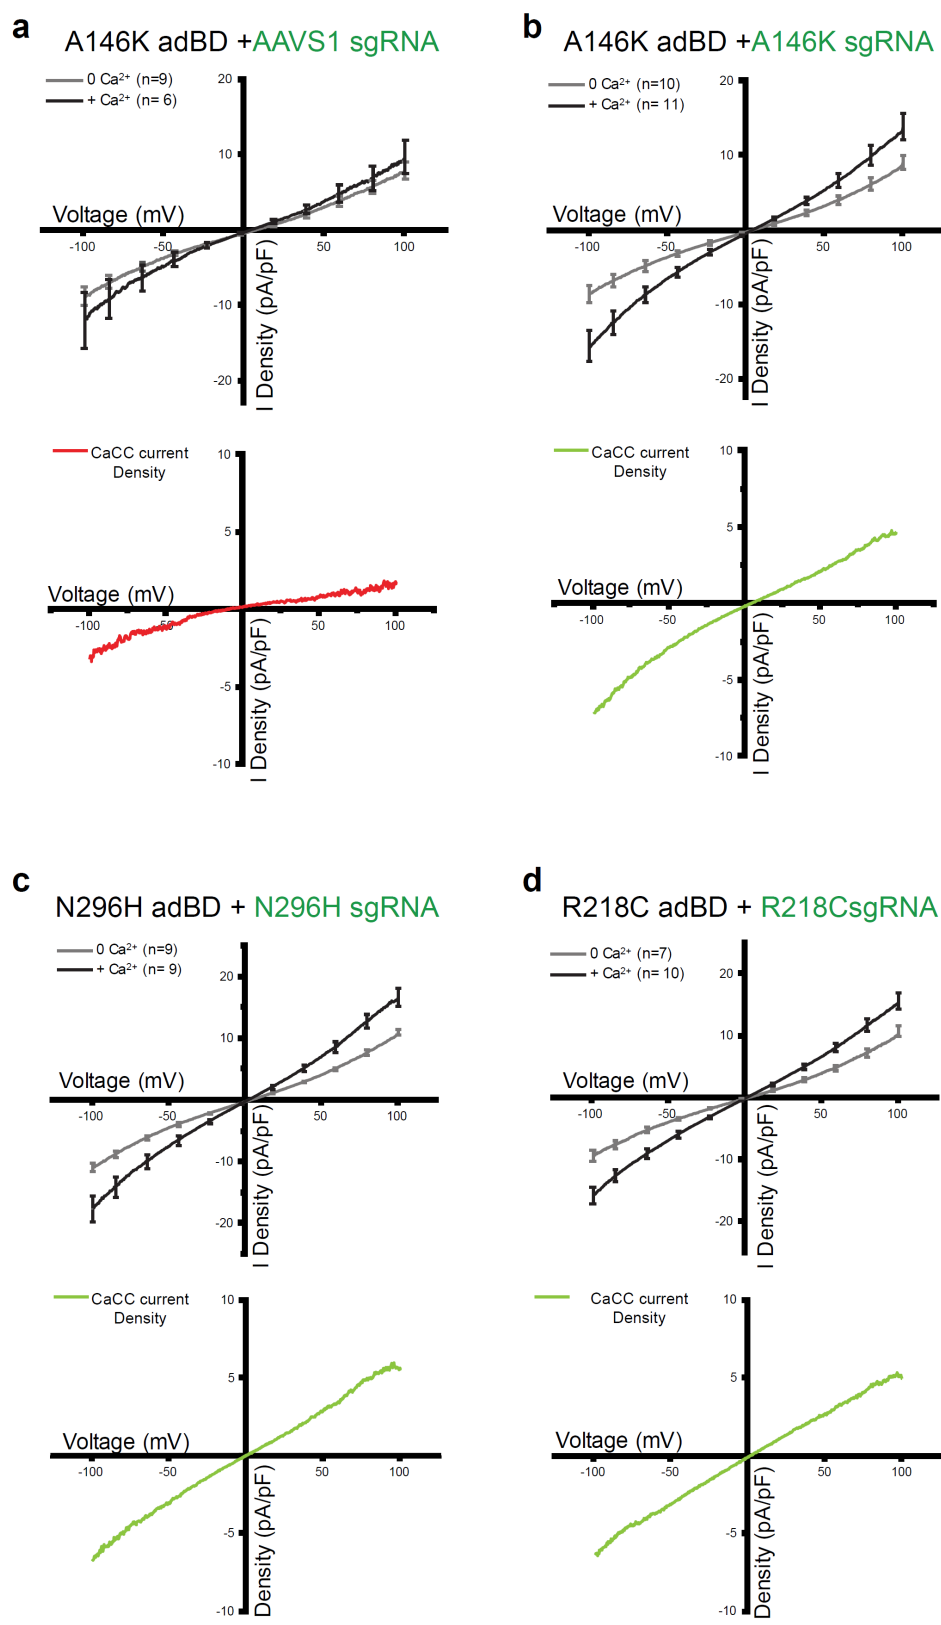 a
A146K adBD +AAVS1 sgRNA
0 Ca²⁺ (n=9)
+ Ca²⁺ (n= 6)
20
10
Voltage (mV)
-100
-50
50
100
-10
-20
I Density (pA/pF)
CaCC current
Density
10
5
Voltage (mV)
-100
-50
50
100
-5
-10
I Density (pA/pF)
b
A146K adBD +A146K sgRNA
0 Ca²⁺ (n=10)
+ Ca²⁺ (n= 11)
20
10
Voltage (mV)
-100
-50
50
100
-10
-20
I Density (pA/pF)
CaCC current
Density
10
5
Voltage (mV)
-100
-50
50
100
-5
-10
I Density (pA/pF)
c
N296H adBD + N296H sgRNA
0 Ca²⁺ (n=9)
+ Ca²⁺ (n= 9)
20
10
Voltage (mV)
-100
-50
50
100
-10
-20
I Density (pA/pF)
CaCC current
Density
10
5
Voltage (mV)
-100
-50
50
100
-5
-10
Density (pA/pF)
d
R218C adBD + R218CsgRNA
0 Ca²⁺ (n=7)
+ Ca²⁺ (n= 10)
20
10
Voltage (mV)
-100
-50
50
100
-10
-20
I Density (pA/pF)
CaCC current
Density
10
5
Voltage (mV)
-100
-50
50
100
-5
-10
Density (pA/pF)